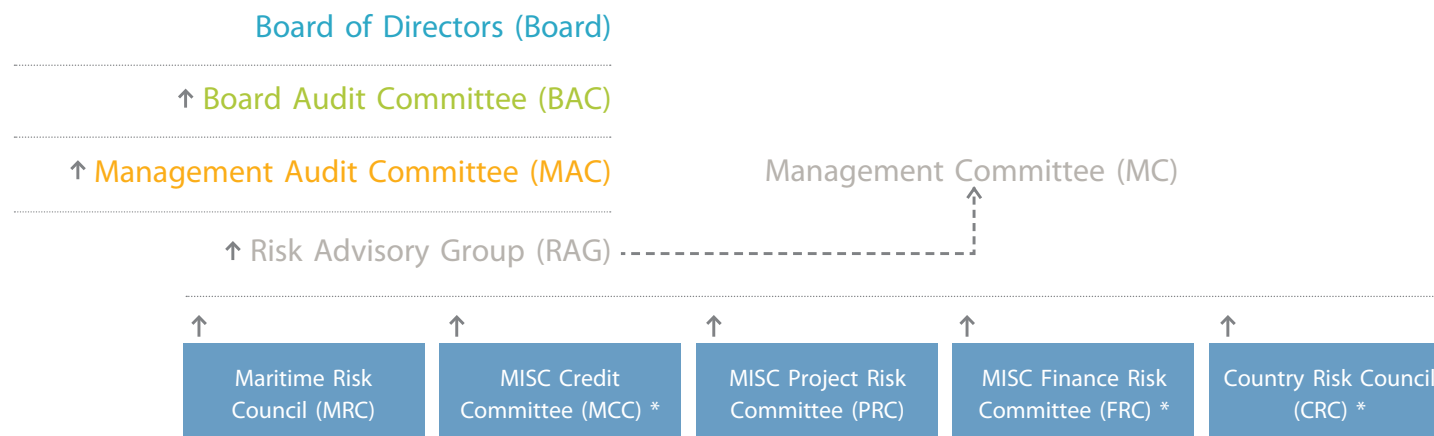 Board of Directors (Board)
↑ Board Audit Committee (BAC)
↑ Management Audit Committee (MAC)
Management Committee (MC)
↑ Risk Advisory Group (RAG)
Maritime Risk
Council (MRC)
MISC Credit
Committee (MCC) *
MISC Project Risk
Committee (PRC)
MISC Finance Risk
Committee (FRC) *
Country Risk Council
(CRC) *